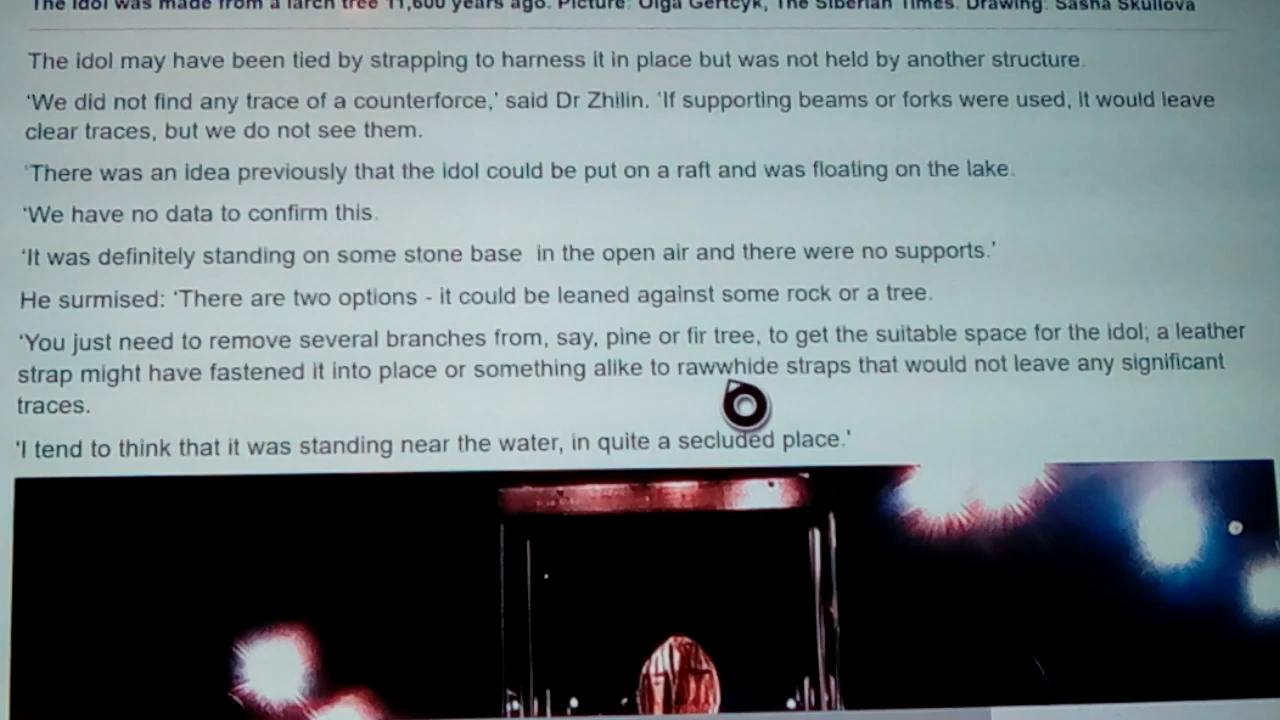 The idol was made from a larch tree 11,600 years ago. Picture: Olga Gertcyk, The Siberian Times. Drawing: Sasha Skulova
The idol may have been tied by strapping to harness it in place but was not held by another structure.
‘We did not find any trace of a counterforce,’ said Dr Zhilin. ‘If supporting beams or forks were used, it would leave
clear traces, but we do not see them.
‘There was an idea previously that the idol could be put on a raft and was floating on the lake.
‘We have no data to confirm this.
‘It was definitely standing on some stone base  in the open air and there were no supports.’
He surmised: ‘There are two options - it could be leaned against some rock or a tree.
‘You just need to remove several branches from, say, pine or fir tree, to get the suitable space for the idol; a leather
strap might have fastened it into place or something alike to rawwhide straps that would not leave any significant
traces.
‘I tend to think that it was standing near the water, in quite a secluded place.’